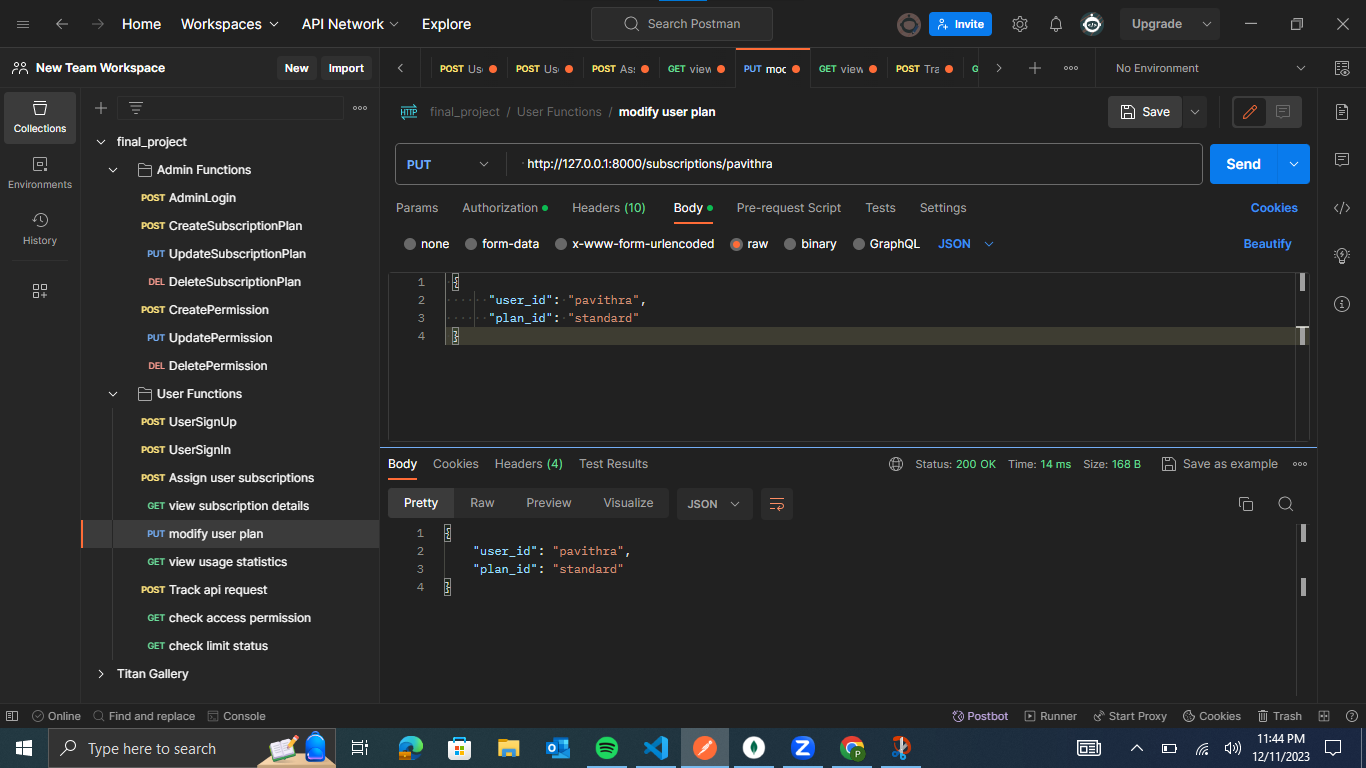 Home Workspaces API Network Explore Search Postman Invite Upgrade
New Team Workspace New Import
POST Us POST Us POST As GET view PUT mod GET view POST Tra No Environment
Collections
Environments
History
final_project
Admin Functions
POST AdminLogin
POST CreateSubscriptionPlan
PUT UpdateSubscriptionPlan
DEL DeleteSubscriptionPlan
POST CreatePermission
PUT UpdatePermission
DEL DeletePermission
User Functions
POST UserSignUp
POST UserSignIn
POST Assign user subscriptions
GET view subscription details
PUT modify user plan
GET view usage statistics
POST Track api request
GET check access permission
GET check limit status
Titan Gallery
HTTP final_project / User Functions / modify user plan Save
PUT http://127.0.0.1:8000/subscriptions/pavithra Send
Params Authorization Headers (10) Body Pre-request Script Tests Settings Cookies
none form-data x-www-form-urlencoded raw binary GraphQL JSON Beautify
1 {
2 "user_id": "pavithra",
3 "plan_id": "standard"
4 }
Body Cookies Headers (4) Test Results Status: 200 OK Time: 14 ms Size: 168 B Save as example
Pretty Raw Preview Visualize JSON
1 {
2 "user_id": "pavithra",
3 "plan_id": "standard"
4 }
Online Find and replace Console Postbot Runner Start Proxy Cookies Trash
Type here to search
11:44 PM
12/11/2023